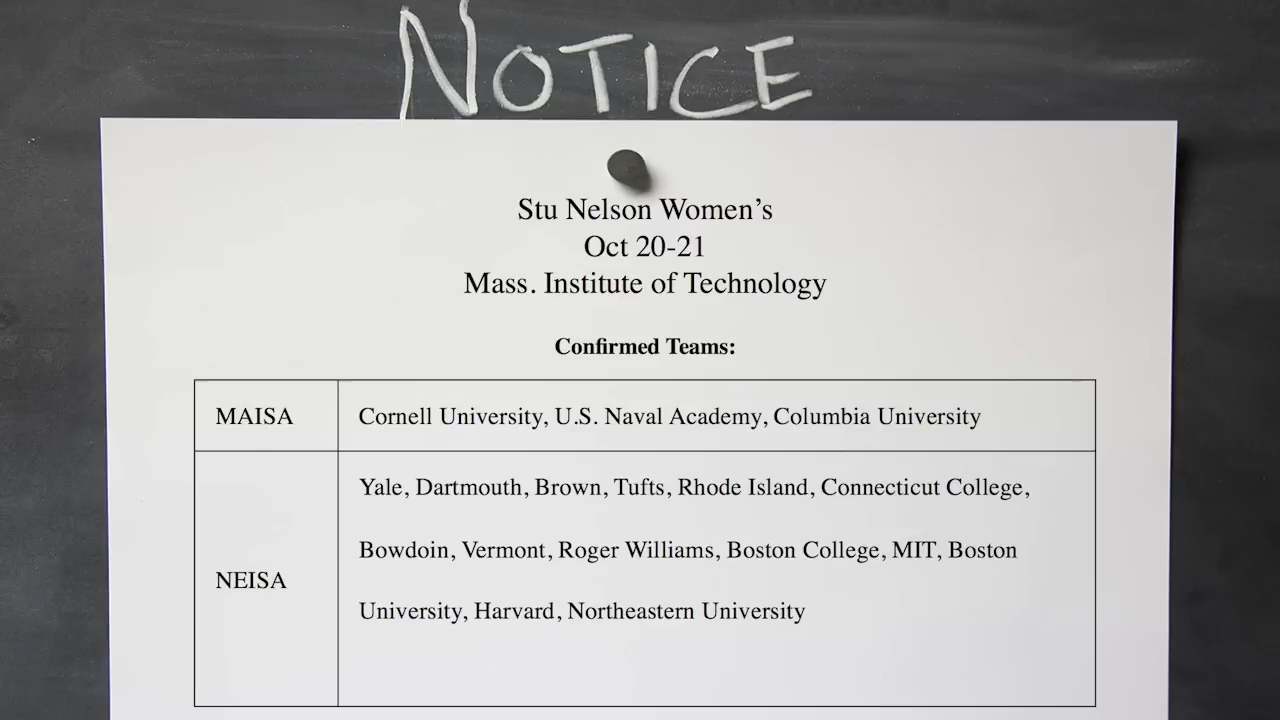 NOTICE
Stu Nelson Women’s
Oct 20-21
Mass. Institute of Technology
Confirmed Teams:
MAISA
Cornell University, U.S. Naval Academy, Columbia University
NEISA
Yale, Dartmouth, Brown, Tufts, Rhode Island, Connecticut College,
Bowdoin, Vermont, Roger Williams, Boston College, MIT, Boston
University, Harvard, Northeastern University